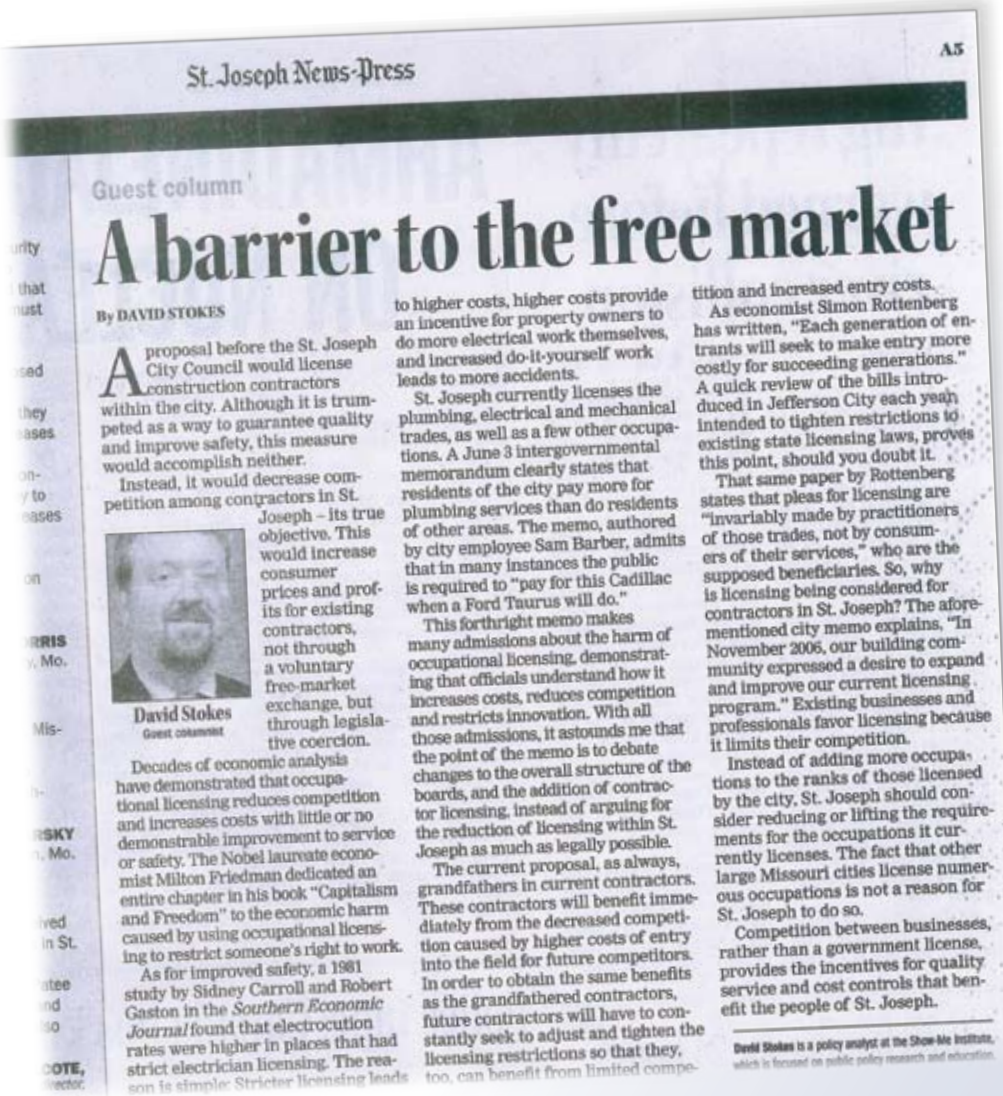 St. Joseph News-Press
A5
urity
that
nust
sed
they
eases
on-
y to
eases
on
RRIS
y, Mo.
Mis-
n-
RSKY
n, Mo.
ived
in St.
atee
nd
so
COTE,
rector,
Guest column
A barrier to the free market
By DAVID STOKES
A proposal before the St. Joseph
City Council would license
construction contractors
within the city. Although it is trum-
peted as a way to guarantee quality
and improve safety, this measure
would accomplish neither.
Instead, it would decrease com-
petition among contractors in St.
Joseph – its true
objective. This
would increase
consumer
prices and prof-
its for existing
contractors,
not through
a voluntary
free-market
exchange, but
through legisla-
tive coercion.
David Stokes
Guest columnist
Decades of economic analysis
have demonstrated that occupa-
tional licensing reduces competition
and increases costs with little or no
demonstrable improvement to service
or safety. The Nobel laureate econo-
mist Milton Friedman dedicated an
entire chapter in his book “Capitalism
and Freedom” to the economic harm
caused by using occupational licens-
ing to restrict someone’s right to work.
As for improved safety, a 1981
study by Sidney Carroll and Robert
Gaston in the Southern Economic
Journal found that electrocution
rates were higher in places that had
strict electrician licensing. The rea-
son is simple: Stricter licensing leads
to higher costs, higher costs provide
an incentive for property owners to
do more electrical work themselves,
and increased do-it-yourself work
leads to more accidents.
St. Joseph currently licenses the
plumbing, electrical and mechanical
trades, as well as a few other occupa-
tions. A June 3 intergovernmental
memorandum clearly states that
residents of the city pay more for
plumbing services than do residents
of other areas. The memo, authored
by city employee Sam Barber, admits
that in many instances the public
is required to “pay for this Cadillac
when a Ford Taurus will do.”
This forthright memo makes
many admissions about the harm of
occupational licensing, demonstrat-
ing that officials understand how it
increases costs, reduces competition
and restricts innovation. With all
those admissions, it astounds me that
the point of the memo is to debate
changes to the overall structure of the
boards, and the addition of contrac-
tor licensing, instead of arguing for
the reduction of licensing within St.
Joseph as much as legally possible.
The current proposal, as always,
grandfathers in current contractors.
These contractors will benefit imme-
diately from the decreased competi-
tion caused by higher costs of entry
into the field for future competitors.
In order to obtain the same benefits
as the grandfathered contractors,
future contractors will have to con-
stantly seek to adjust and tighten the
licensing restrictions so that they,
too, can benefit from limited compe-
tition and increased entry costs.
As economist Simon Rottenberg
has written, “Each generation of en-
trants will seek to make entry more
costly for succeeding generations.”
A quick review of the bills intro-
duced in Jefferson City each year,
intended to tighten restrictions to
existing state licensing laws, proves
this point, should you doubt it.
That same paper by Rottenberg
states that pleas for licensing are
“invariably made by practitioners
of those trades, not by consum-
ers of their services,” who are the
supposed beneficiaries. So, why
is licensing being considered for
contractors in St. Joseph? The afore-
mentioned city memo explains, “In
November 2006, our building com-
munity expressed a desire to expand
and improve our current licensing
program.” Existing businesses and
professionals favor licensing because
it limits their competition.
Instead of adding more occupa-
tions to the ranks of those licensed
by the city, St. Joseph should con-
sider reducing or lifting the require-
ments for the occupations it cur-
rently licenses. The fact that other
large Missouri cities license numer-
ous occupations is not a reason for
St. Joseph to do so.
Competition between businesses,
rather than a government license,
provides the incentives for quality
service and cost controls that ben-
efit the people of St. Joseph.
David Stokes is a policy analyst at the Show-Me Institute,
which is focused on public policy research and education.